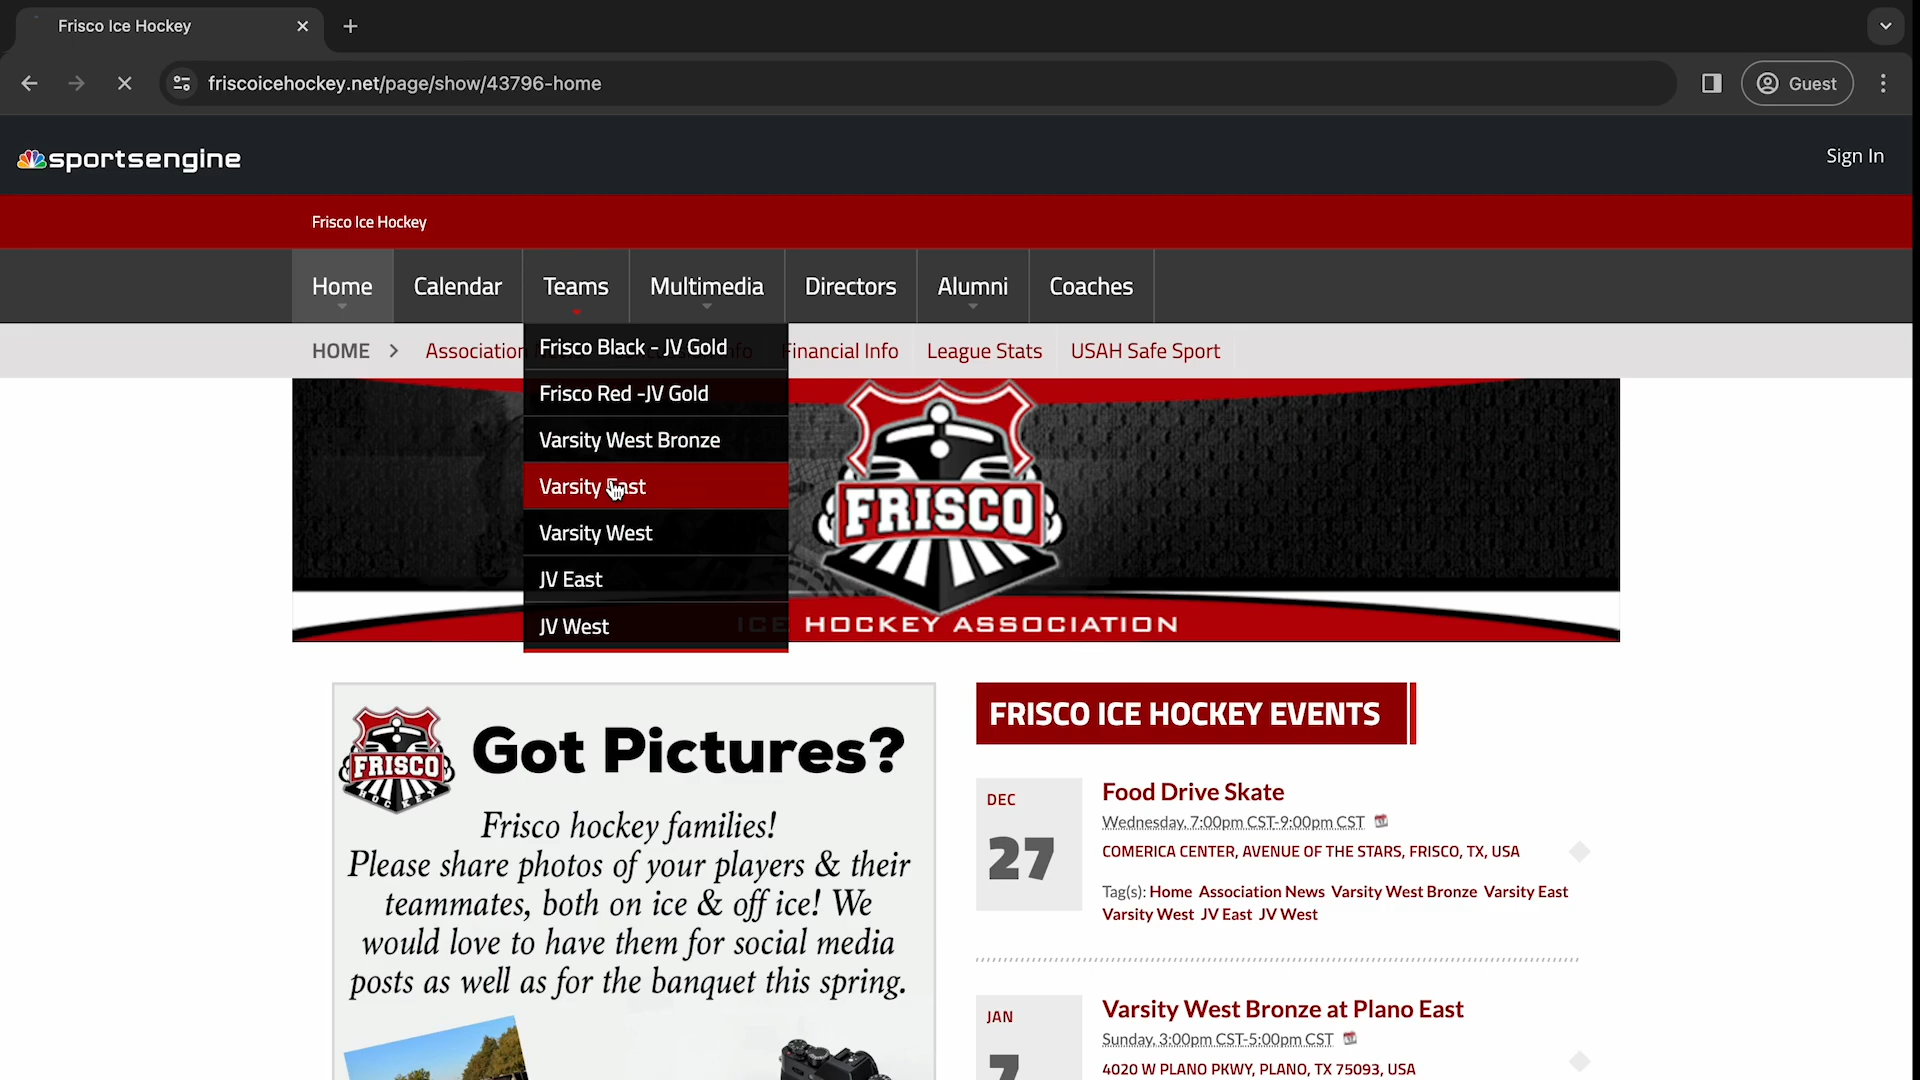 Frisco Ice Hockey
friscoicehockey.net/page/show/43796-home
Guest
sportsengine
Sign In
Frisco Ice Hockey
Home
Calendar
Teams
Multimedia
Directors
Alumni
Coaches
HOME
Association
Financial Info
League Stats
USAH Safe Sport
Frisco Black - JV Gold
Frisco Red -JV Gold
Varsity West Bronze
Varsity East
Varsity West
JV East
JV West
FRISCO
ICE HOCKEY ASSOCIATION
FRISCO
HOCKEY
Got Pictures?
Frisco hockey families!
Please share photos of your players & their
teammates, both on ice & off ice! We
would love to have them for social media
posts as well as for the banquet this spring.
FRISCO ICE HOCKEY EVENTS
DEC
27
Food Drive Skate
Wednesday, 7:00pm CST-9:00pm CST
COMERICA CENTER, AVENUE OF THE STARS, FRISCO, TX, USA
Tag(s): Home Association News Varsity West Bronze Varsity East
Varsity West JV East JV West
JAN
7
Varsity West Bronze at Plano East
Sunday, 3:00pm CST-5:00pm CST
4020 W PLANO PKWY, PLANO, TX 75093, USA